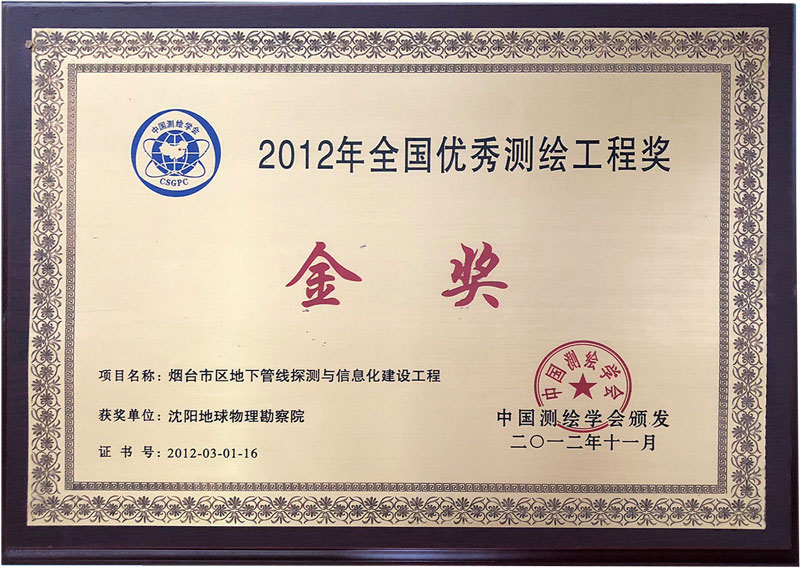 中国测绘学会
CSGPC
2012年全国优秀测绘工程奖
金奖
项目名称: 烟台市区地下管线探测与信息化建设工程
获奖单位: 沈阳地球物理勘察院
证书号: 2012-03-01-16
中国测绘学会
中国测绘学会颁发
二〇一二年十一月